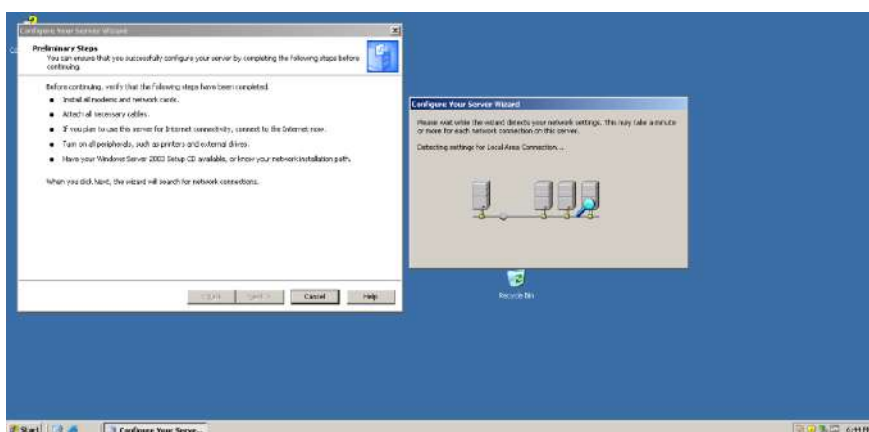 Configure Your Server Wizard
Preliminary Steps
You can ensure that you successfully configure your server by completing the following steps before
continuing.
Before continuing, verify that the following steps have been completed.
Install all modems and network cards.
Attach all necessary cables.
If you plan to use this server for Internet connectivity, connect to the Internet now.
Turn on all peripherals, such as printers and external drives.
Have your Windows Server 2003 Setup CD available, or know your network installation path.
When you click Next, the wizard will search for network connections.
Cancel
Help
Configure Your Server Wizard
Please wait while the wizard detects your network settings. This may take a minute
or more for each network connection on this server.
Detecting settings for Local Area Connection...
Recycle Bin
Start
Configure Your Serve...